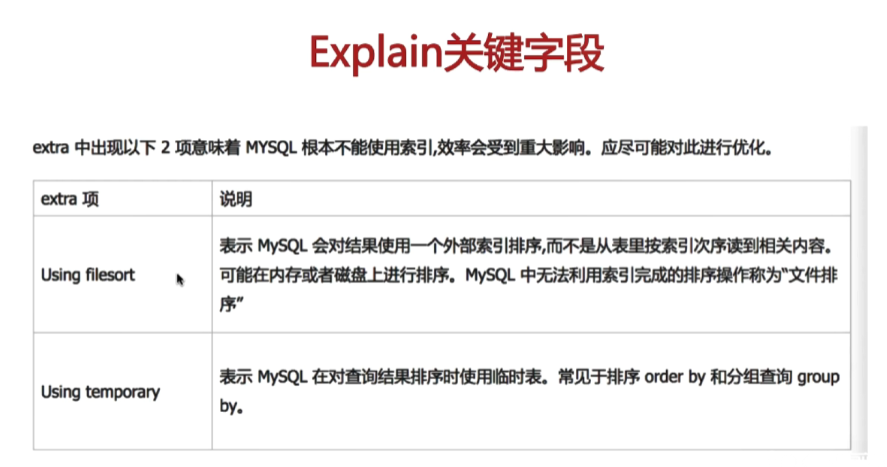 Explain关键字段
extra 中出现以下 2 项意味着 MYSQL 根本不能使用索引,效率会受到重大影响。应尽可能对此进行优化。
extra 项
说明
Using filesort
表示 MySQL 会对结果使用一个外部索引排序,而不是从表里按索引次序读到相关内容。
可能在内存或者磁盘上进行排序。MySQL 中无法利用索引完成的排序操作称为“文件排
序”
Using temporary
表示 MySQL 在对查询结果排序时使用临时表。常见于排序 order by 和分组查询 group
by。